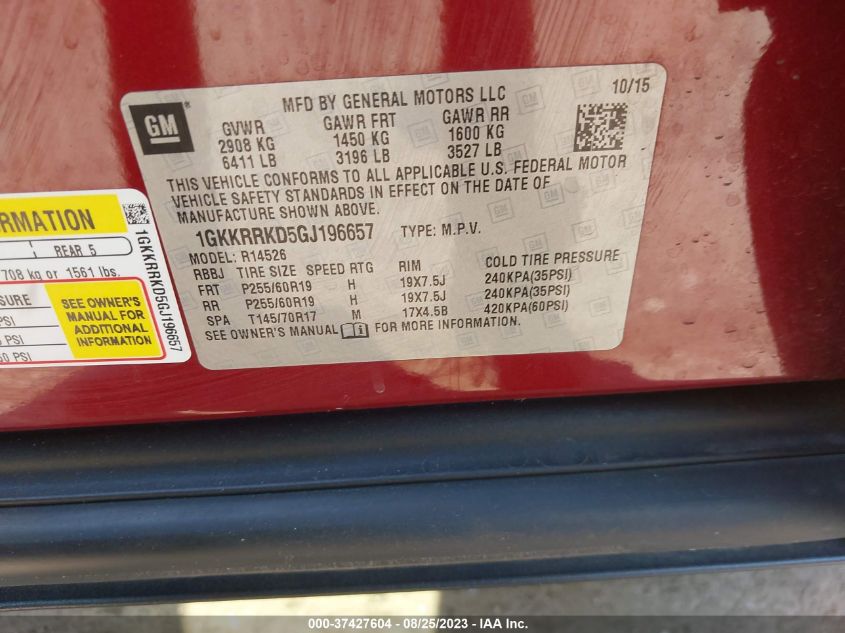 GM
MFD BY GENERAL MOTORS LLC
10/15
GVWR GAWR FRT GAWR RR
2908 KG 1450 KG 1600 KG
6411 LB 3196 LB 3527 LB
THIS VEHICLE CONFORMS TO ALL APPLICABLE U.S. FEDERAL MOTOR
VEHICLE SAFETY STANDARDS IN EFFECT ON THE DATE OF
MANUFACTURE SHOWN ABOVE.
1GKKRRKD5GJ196657 TYPE: M.P.V.
MODEL: R14526
RBBJ TIRE SIZE SPEED RTG RIM COLD TIRE PRESSURE
FRT P255/60R19 H 19X7.5J 240KPA(35PSI)
RR P255/60R19 H 19X7.5J 240KPA(35PSI)
SPA T145/70R17 M 17X4.5B 420KPA(60PSI)
SEE OWNER'S MANUAL FOR MORE INFORMATION.
REAR 5
708 kg or 1561 lbs.
SEE OWNER'S
MANUAL FOR
ADDITIONAL
INFORMATION
PSI
1GKKRRKD5GJ196657
000-37427604 - 08/25/2023 - IAA Inc.